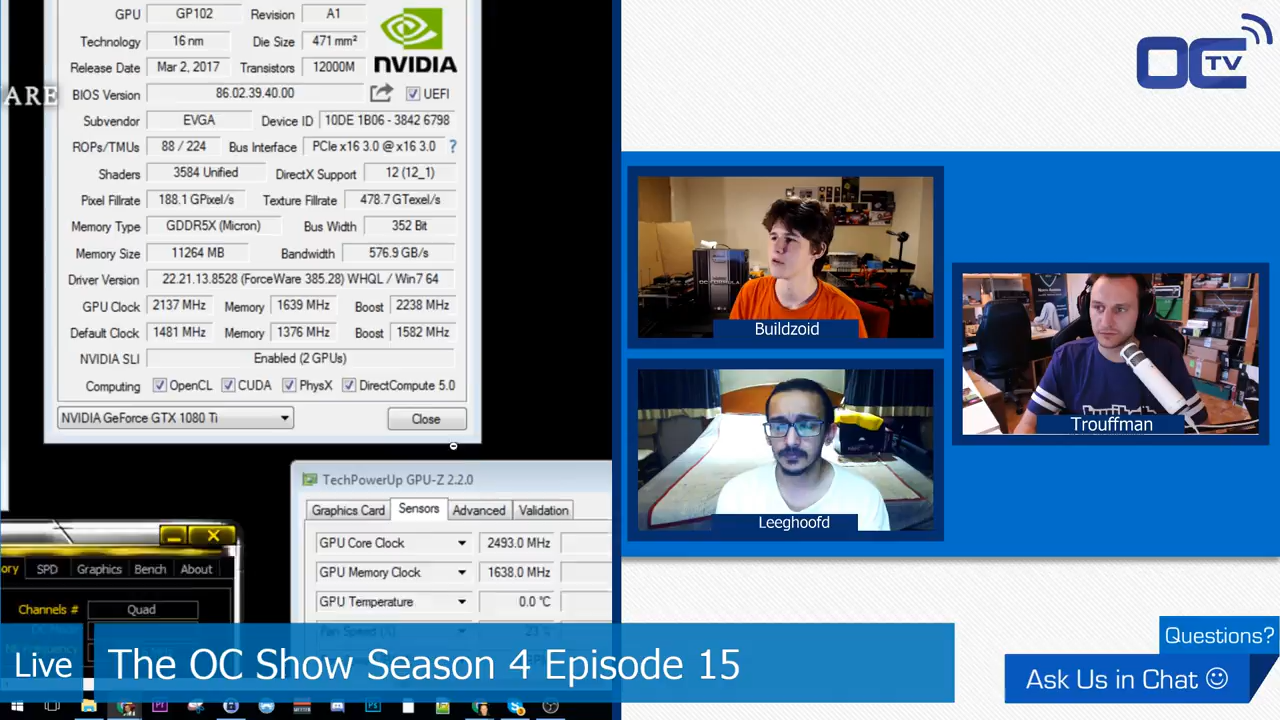 GPU GP102 Revision A1
Technology 16 nm Die Size 471 mm²
NVIDIA
Release Date Mar 2, 2017 Transistors 12000M
ARE
BIOS Version 86.02.39.40.00 UEFI
Subvendor EVGA Device ID 10DE 1B06 - 3842 6798
ROPs/TMUs 88 / 224 Bus Interface PCIe x16 3.0 @ x16 3.0 ?
Shaders 3584 Unified DirectX Support 12 (12_1)
Pixel Fillrate 188.1 GPixel/s Texture Fillrate 478.7 GTexel/s
Memory Type GDDR5X (Micron) Bus Width 352 Bit
Memory Size 11264 MB Bandwidth 576.9 GB/s
Driver Version 22.21.13.8528 (ForceWare 385.28) WHQL / Win7 64
GPU Clock 2137 MHz Memory 1639 MHz Boost 2238 MHz
Default Clock 1481 MHz Memory 1376 MHz Boost 1582 MHz
NVIDIA SLI Enabled (2 GPUs)
Computing OpenCL CUDA PhysX DirectCompute 5.0
NVIDIA GeForce GTX 1080 Ti Close
TechPowerUp GPU-Z 2.2.0
Graphics Card Sensors Advanced Validation
GPU Core Clock 2493.0 MHz
GPU Memory Clock 1638.0 MHz
GPU Temperature 0.0 °C
Fan Speed (%) 23 %
ory SPD Graphics Bench About
Channels # Quad
OC TV
Buildzoid
Leeghoofd
Trouffman
Live The OC Show Season 4 Episode 15
Questions?
Ask Us in Chat